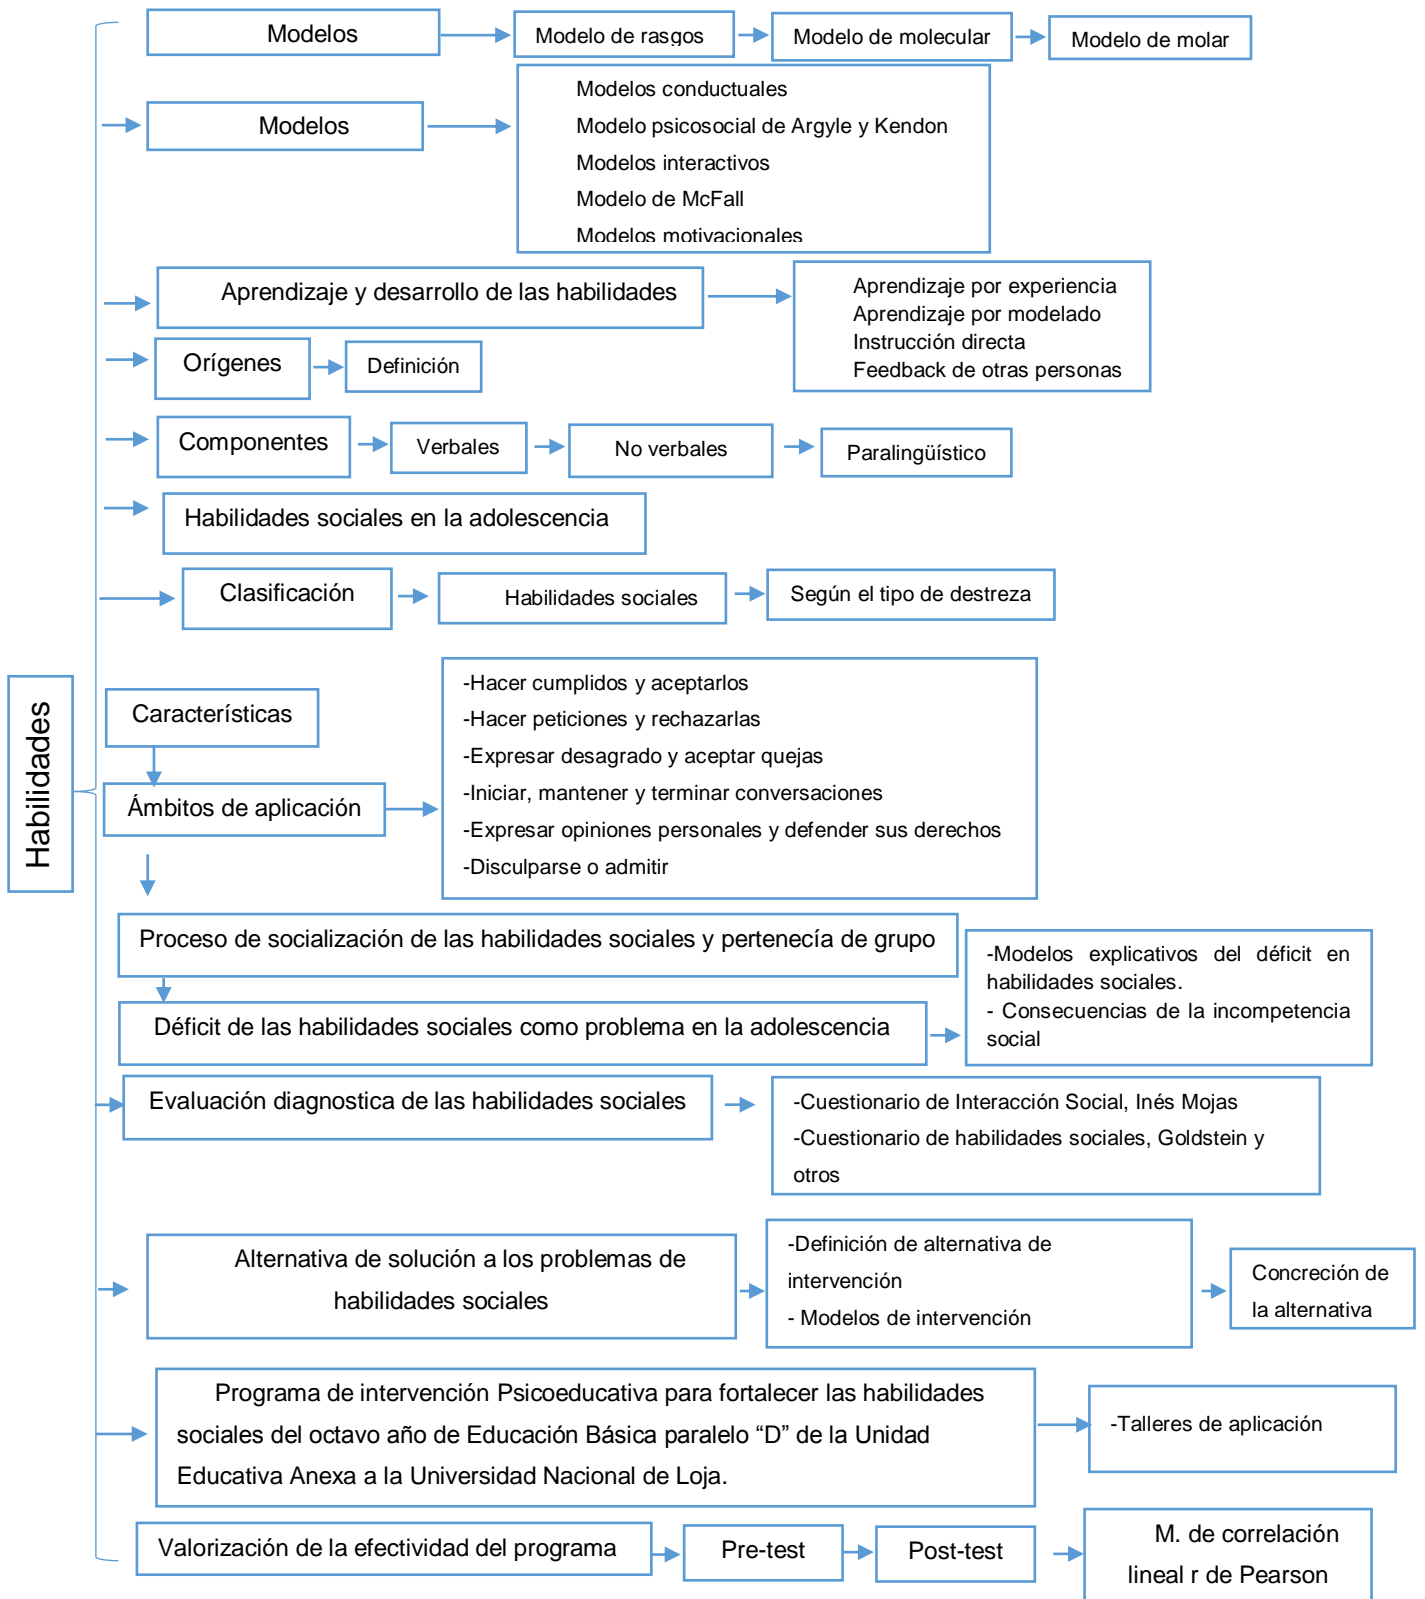 Modelos
Modelo de rasgos
Modelo de molecular
Modelo de molar
Modelos
Modelos conductuales
Modelo psicosocial de Argyle y Kendon
Modelos interactivos
Modelo de McFall
Modelos motivacionales
Aprendizaje y desarrollo de las habilidades
Aprendizaje por experiencia
Aprendizaje por modelado
Instrucción directa
Feedback de otras personas
Orígenes
Definición
Componentes
Verbales
No verbales
Paralingüístico
Habilidades sociales en la adolescencia
Clasificación
Habilidades sociales
Según el tipo de destreza
Habilidades
Características
Ámbitos de aplicación
-Hacer cumplidos y aceptarlos
-Hacer peticiones y rechazarlas
-Expresar desagrado y aceptar quejas
-Iniciar, mantener y terminar conversaciones
-Expresar opiniones personales y defender sus derechos
-Disculparse o admitir
Proceso de socialización de las habilidades sociales y pertenecía de grupo
Déficit de las habilidades sociales como problema en la adolescencia
-Modelos explicativos del déficit en
habilidades sociales.
- Consecuencias de la incompetencia
social
Evaluación diagnostica de las habilidades sociales
-Cuestionario de Interacción Social, Inés Mojas
-Cuestionario de habilidades sociales, Goldstein y
otros
Alternativa de solución a los problemas de
habilidades sociales
-Definición de alternativa de
intervención
- Modelos de intervención
Concreción de
la alternativa
Programa de intervención Psicoeducativa para fortalecer las habilidades
sociales del octavo año de Educación Básica paralelo “D” de la Unidad
Educativa Anexa a la Universidad Nacional de Loja.
-Talleres de aplicación
Valorización de la efectividad del programa
Pre-test
Post-test
M. de correlación
lineal r de Pearson